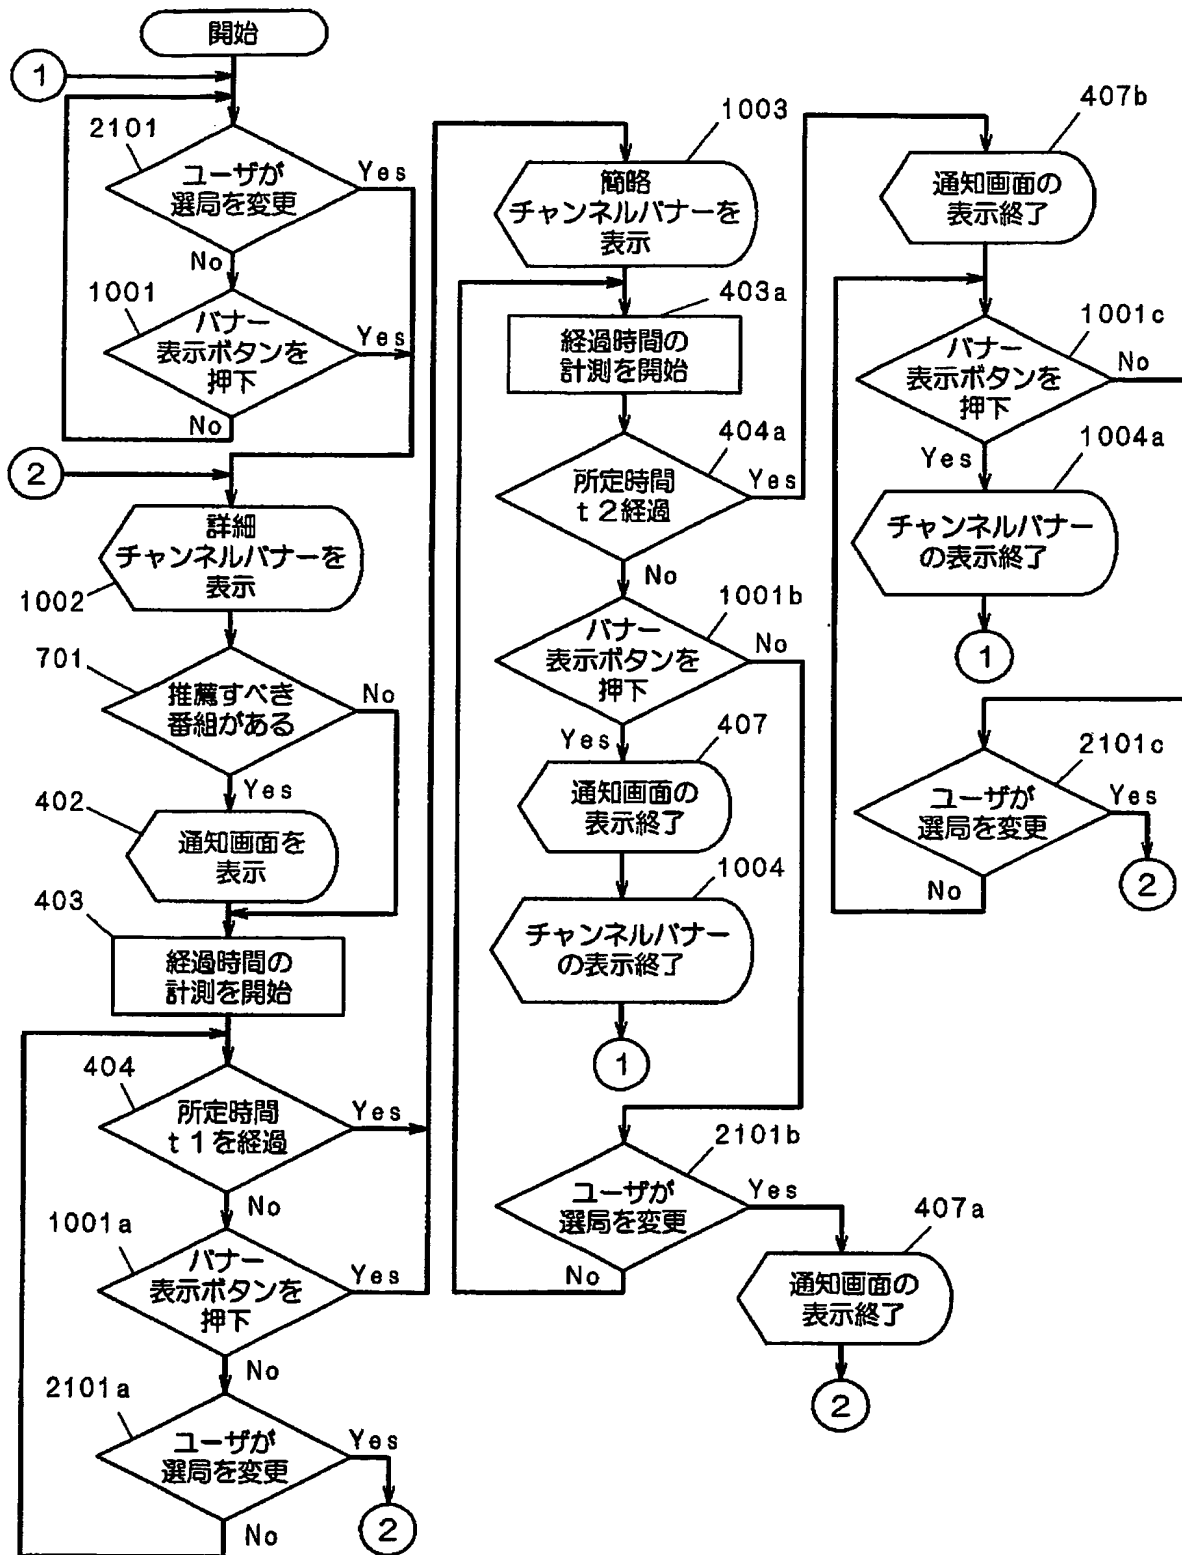 開始
1
2101
ユーザが
選局を変更
Yes
No
1001
バナー
表示ボタンを
押下
Yes
No
2
詳細
チャンネルバナーを
表示
1002
701
推薦すべき
番組がある
No
Yes
402
通知画面を
表示
403
経過時間の
計測を開始
404
所定時間
t1を経過
Yes
No
1001a
バナー
表示ボタンを
押下
Yes
No
2101a
ユーザが
選局を変更
Yes
No
2
1003
簡略
チャンネルバナーを
表示
403a
経過時間の
計測を開始
404a
所定時間
t2経過
Yes
No
1001b
バナー
表示ボタンを
押下
No
Yes
407
通知画面の
表示終了
1004
チャンネルバナー
の表示終了
1
2101b
ユーザが
選局を変更
Yes
No
407a
通知画面の
表示終了
2
407b
通知画面の
表示終了
1001c
バナー
表示ボタンを
押下
No
Yes
1004a
チャンネルバナー
の表示終了
1
2101c
ユーザが
選局を変更
Yes
No
2